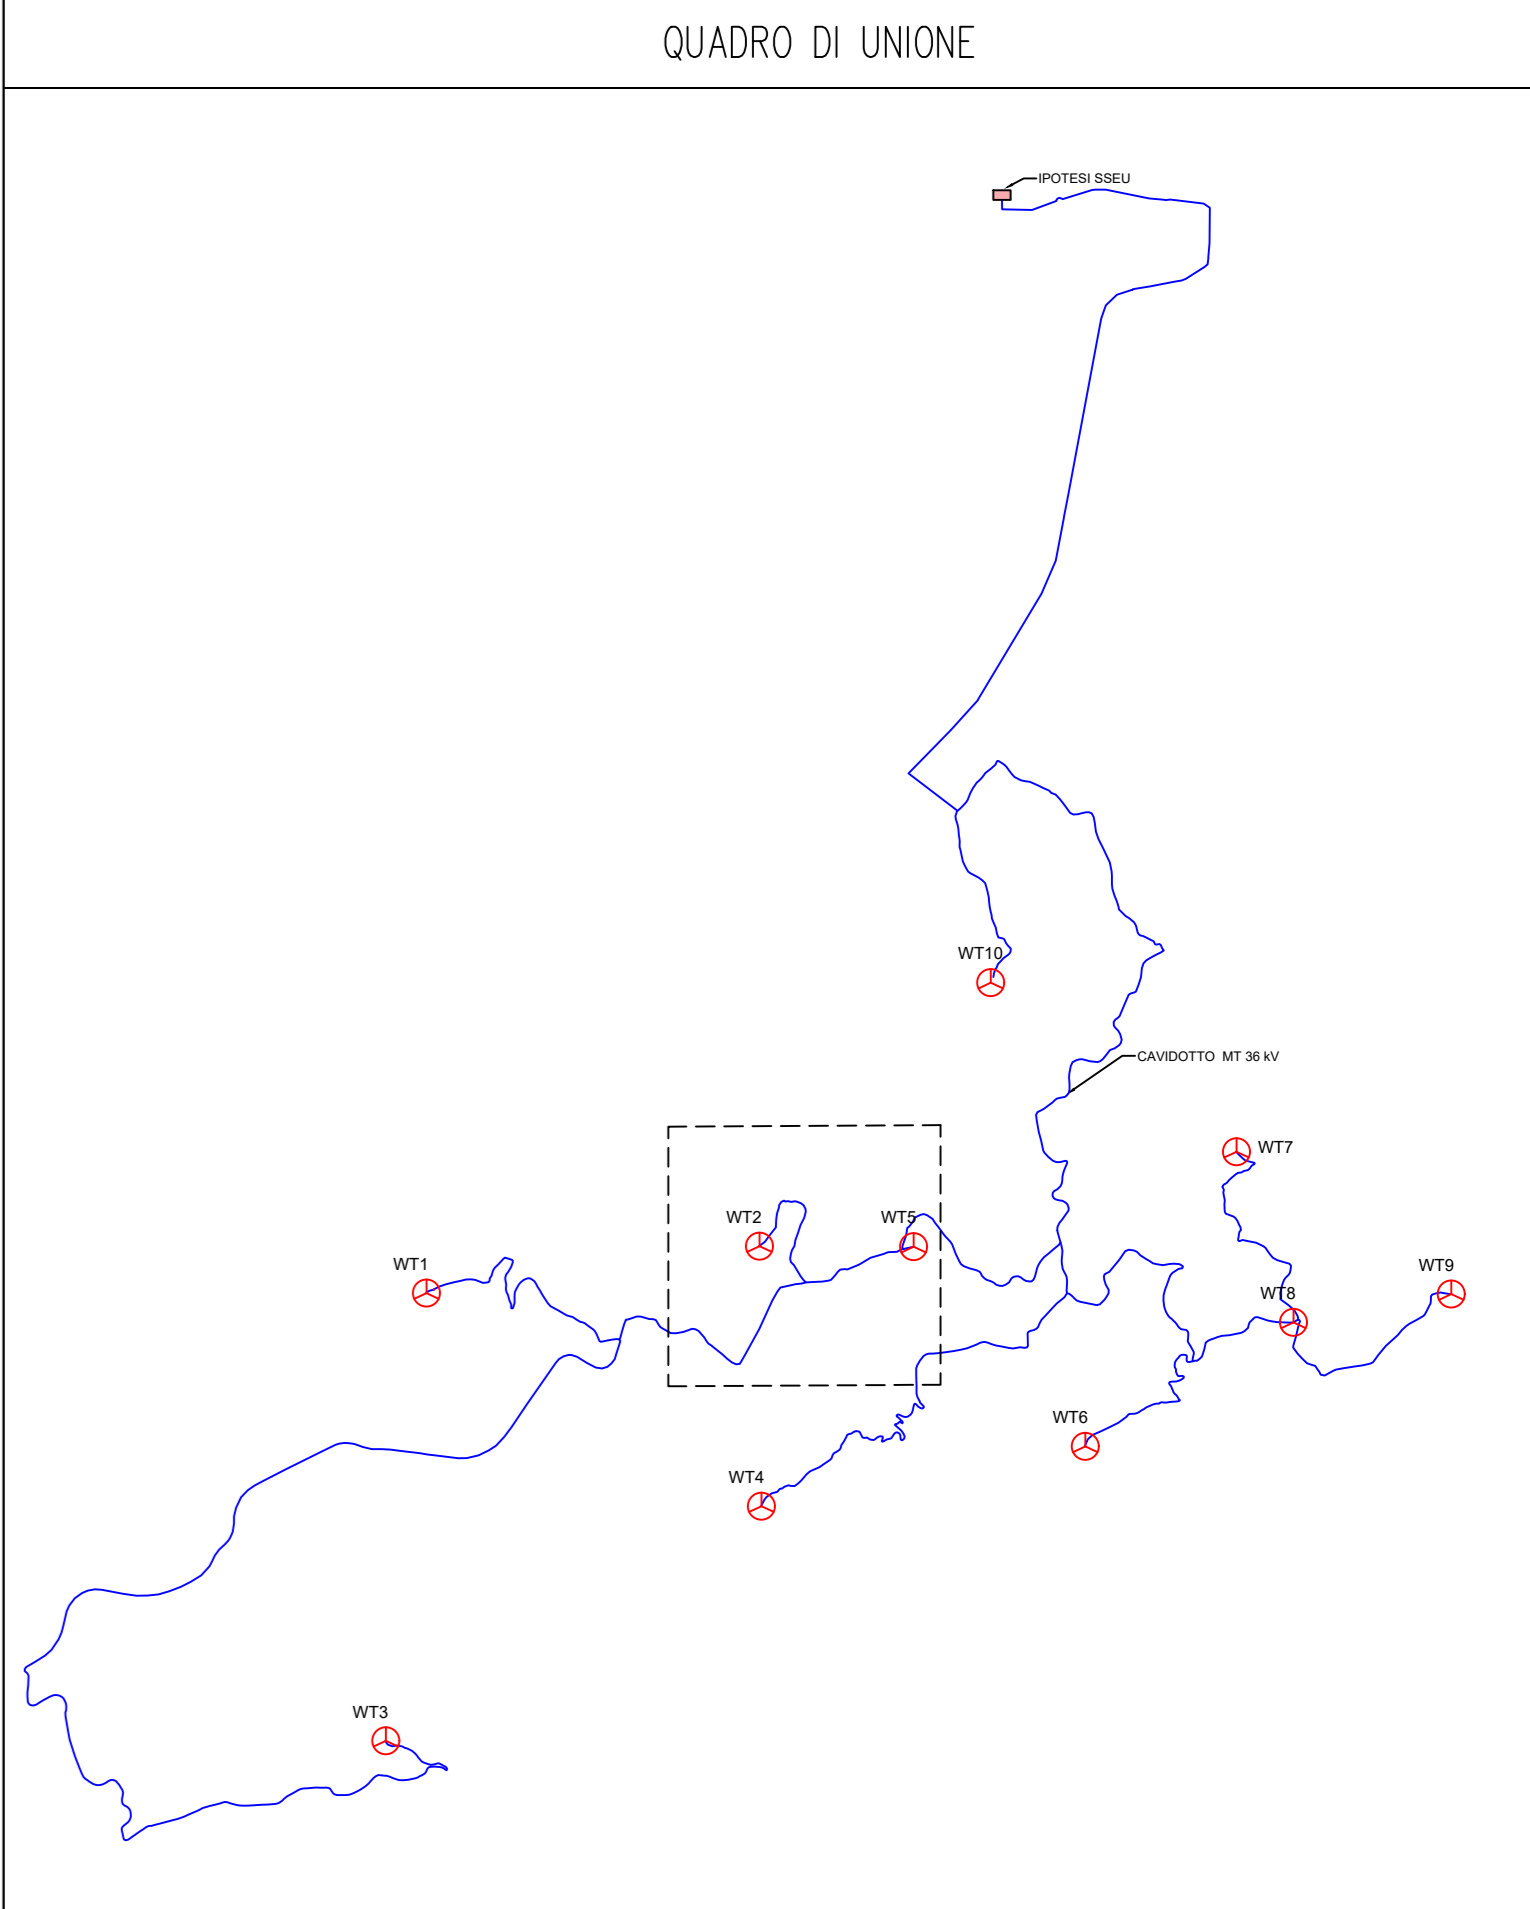 QUADRO DI UNIONE
IPOTESI SSEU
WT10
CAVIDOTTO MT 36 kV
WT7
WT2
WT5
WT1
WT9
WT8
WT6
WT4
WT3